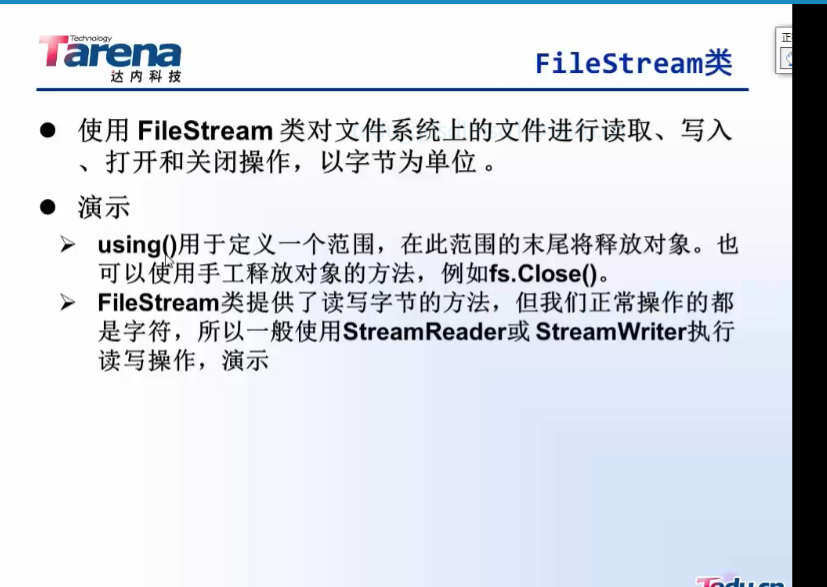 Technology
Tarena
达内科技
FileStream类
正
● 使用 FileStream 类对文件系统上的文件进行读取、写入
、打开和关闭操作，以字节为单位 。
● 演示
➢ using()用于定义一个范围，在此范围的末尾将释放对象。也
可以使用手工释放对象的方法，例如fs.Close()。
➢ FileStream类提供了读写字节的方法，但我们正常操作的都
是字符，所以一般使用StreamReader或 StreamWriter执行
读写操作，演示
Tedu.cn